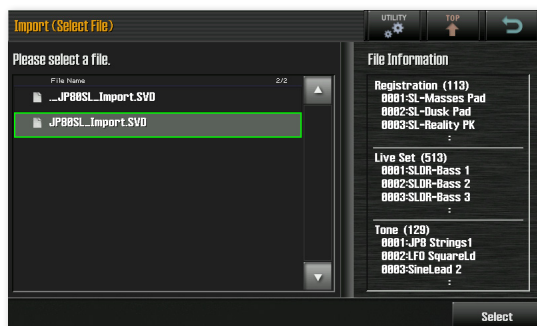 Import (Select File)
UTILITY
TOP
Please select a file.
File Name 2/2
._JP80SL_Import.SVD
JP80SL_Import.SVD
File Information
Registration (113)
0001:SL-Masses Pad
0002:SL-Dusk Pad
0003:SL-Reality PK
:
Live Set (513)
0001:SLDR-Bass 1
0002:SLDR-Bass 2
0003:SLDR-Bass 3
:
Tone (129)
0001:JP8 Strings1
0002:LFO SquareLd
0003:SineLead 2
:
Select